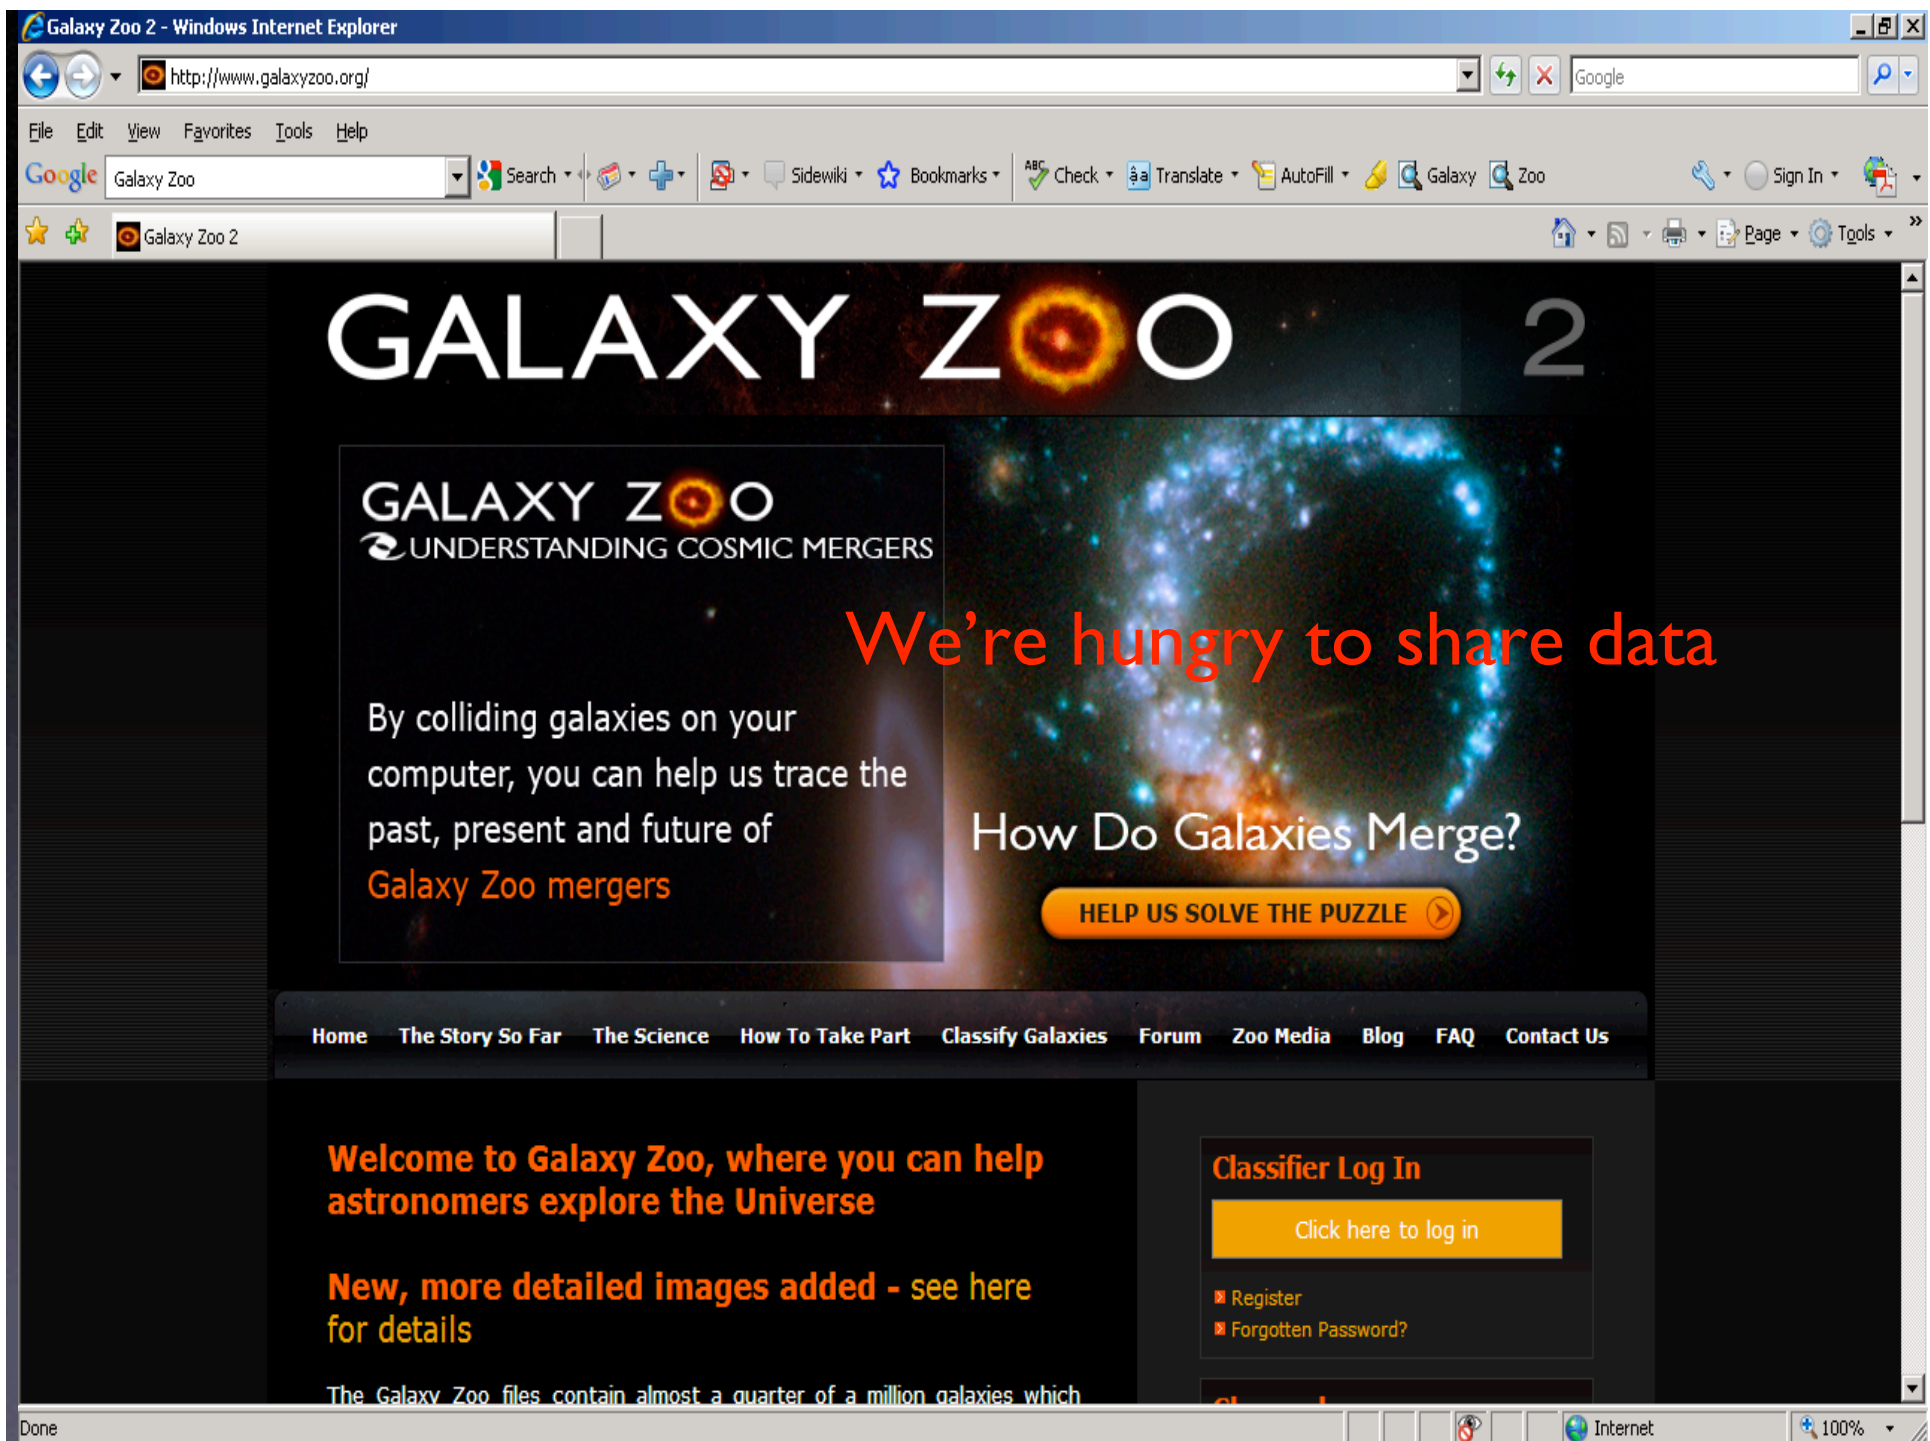 Galaxy Zoo 2 - Windows Internet Explorer
http://www.galaxyzoo.org/
Google
File Edit View Favorites Tools Help
Google Galaxy Zoo Search Sidewiki Bookmarks ABC Check âa Translate AutoFill Galaxy Zoo Sign In
Galaxy Zoo 2 Page Tools »
GALAXY ZOO 2
GALAXY ZOO
UNDERSTANDING COSMIC MERGERS
We're hungry to share data
By colliding galaxies on your
computer, you can help us trace the
past, present and future of
Galaxy Zoo mergers
How Do Galaxies Merge?
HELP US SOLVE THE PUZZLE
Home The Story So Far The Science How To Take Part Classify Galaxies Forum Zoo Media Blog FAQ Contact Us
Welcome to Galaxy Zoo, where you can help
astronomers explore the Universe
New, more detailed images added - see here
for details
The Galaxy Zoo files contain almost a quarter of a million galaxies which
Classifier Log In
Click here to log in
Register
Forgotten Password?
Done Internet 100%